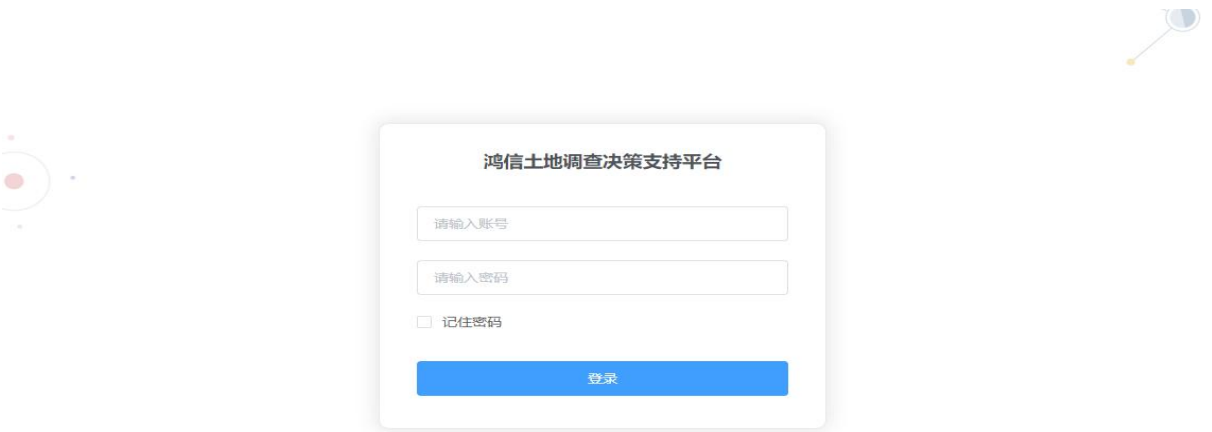 鸿信土地调查决策支持平台
请输入账号
请输入密码
记住密码
登录